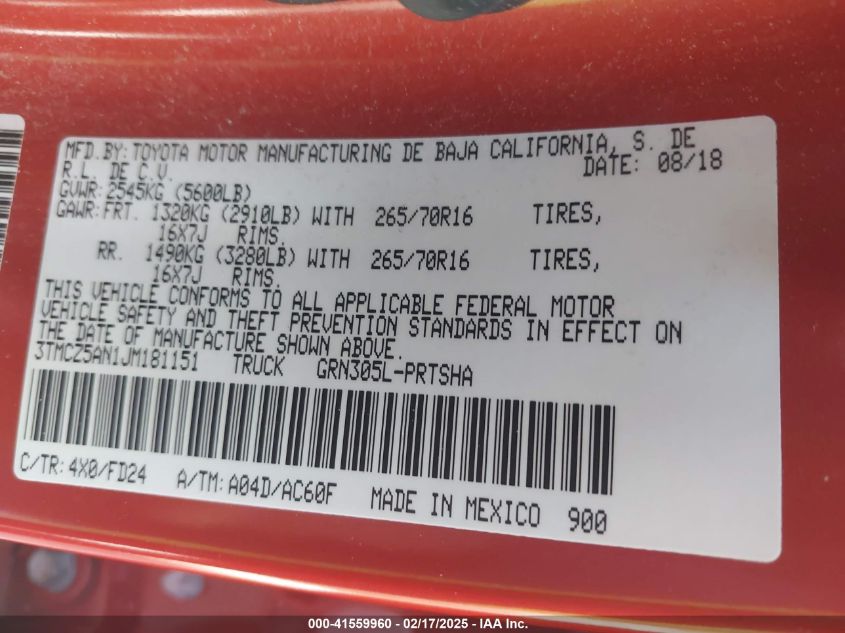 MFD.BY: TOYOTA MOTOR MANUFACTURING DE BAJA CALIFORNIA, S. DE
R.L. DE C.V. DATE: 08/18
GVWR: 2545KG (5600LB)
GAWR: FRT. 1320KG (2910LB) WITH 265/70R16 TIRES,
16X7J RIMS.
RR. 1490KG (3280LB) WITH 265/70R16 TIRES,
16X7J RIMS.
THIS VEHICLE CONFORMS TO ALL APPLICABLE FEDERAL MOTOR
VEHICLE SAFETY AND THEFT PREVENTION STANDARDS IN EFFECT ON
THE DATE OF MANUFACTURE SHOWN ABOVE.
3TMCZ5AN1JM181151 TRUCK GRN305L-PRTSHA
C/TR: 4X0/FD24 A/TM: A04D/AC60F MADE IN MEXICO 900
000-41559960 - 02/17/2025 - IAA Inc.